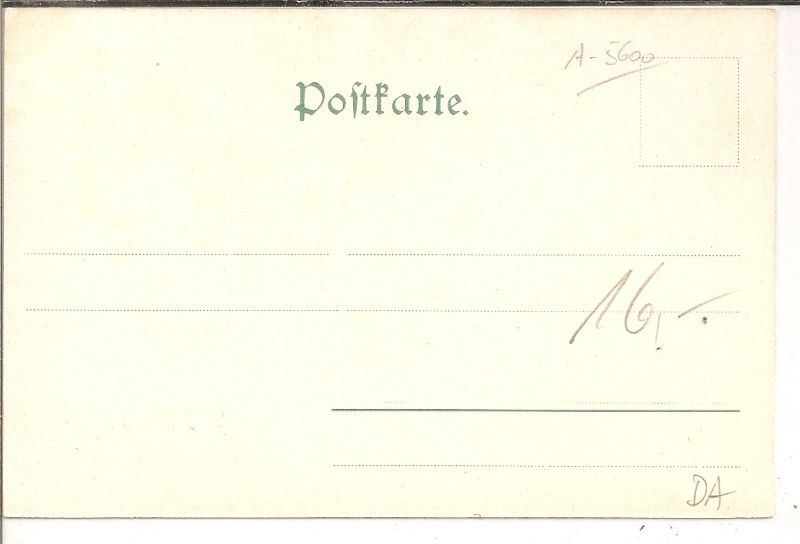 A-5600
Poſtkarte.
16,-
DA